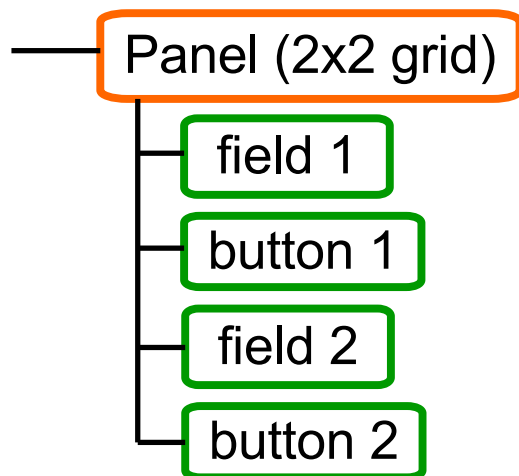 Panel (2x2 grid)
field 1
button 1
field 2
button 2